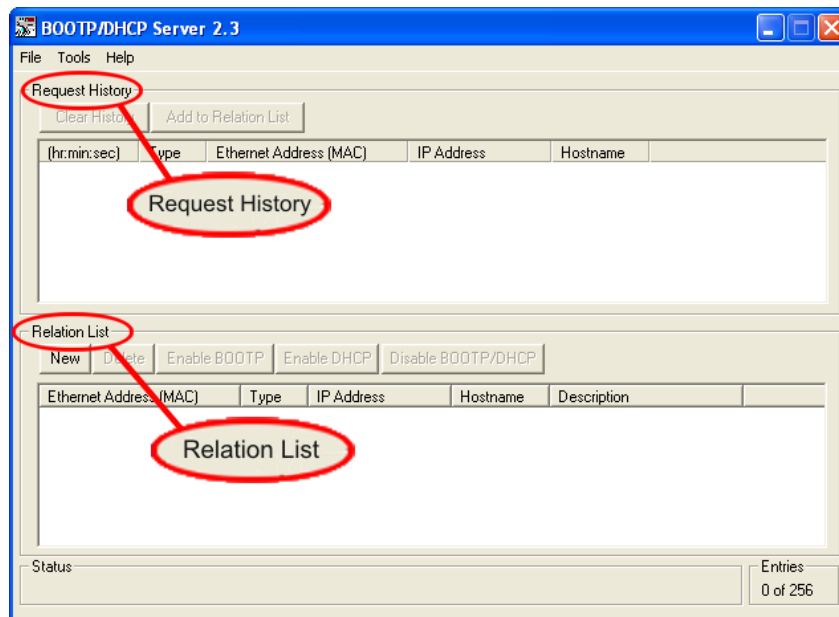 BOOTP/DHCP Server 2.3
File Tools Help
Request History
Clear History Add to Relation List
(hr:min:sec) Type Ethernet Address (MAC) IP Address Hostname
Request History
Relation List
New Delete Enable BOOTP Enable DHCP Disable BOOTP/DHCP
Ethernet Address (MAC) Type IP Address Hostname Description
Relation List
Status
Entries
0 of 256